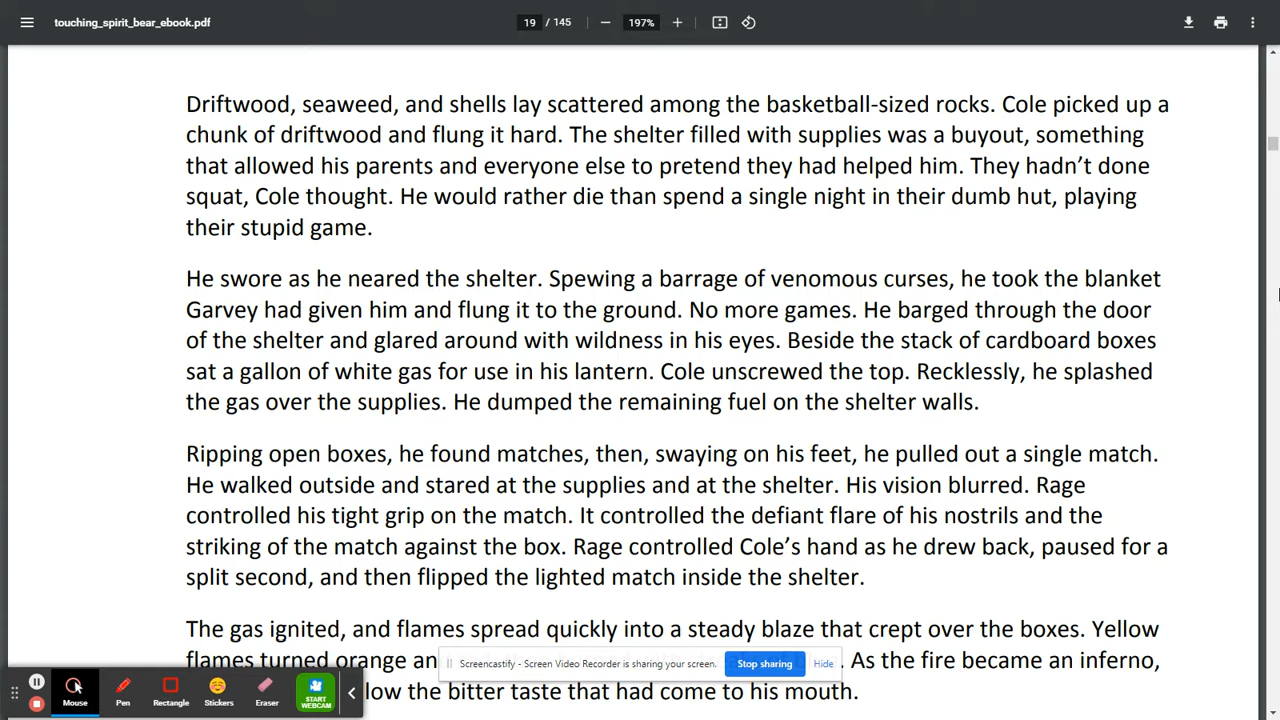 touching_spirit_bear_ebook.pdf
19 / 145
197%
Driftwood, seaweed, and shells lay scattered among the basketball-sized rocks. Cole picked up a
chunk of driftwood and flung it hard. The shelter filled with supplies was a buyout, something
that allowed his parents and everyone else to pretend they had helped him. They hadn’t done
squat, Cole thought. He would rather die than spend a single night in their dumb hut, playing
their stupid game.
He swore as he neared the shelter. Spewing a barrage of venomous curses, he took the blanket
Garvey had given him and flung it to the ground. No more games. He barged through the door
of the shelter and glared around with wildness in his eyes. Beside the stack of cardboard boxes
sat a gallon of white gas for use in his lantern. Cole unscrewed the top. Recklessly, he splashed
the gas over the supplies. He dumped the remaining fuel on the shelter walls.
Ripping open boxes, he found matches, then, swaying on his feet, he pulled out a single match.
He walked outside and stared at the supplies and at the shelter. His vision blurred. Rage
controlled his tight grip on the match. It controlled the defiant flare of his nostrils and the
striking of the match against the box. Rage controlled Cole’s hand as he drew back, paused for a
split second, and then flipped the lighted match inside the shelter.
The gas ignited, and flames spread quickly into a steady blaze that crept over the boxes. Yellow
flames turned orange an . As the fire became an inferno,
low the bitter taste that had come to his mouth.
Screencastify - Screen Video Recorder is sharing your screen.
Stop sharing
Hide
Mouse
Pen
Rectangle
Stickers
Eraser
START
WEBCAM